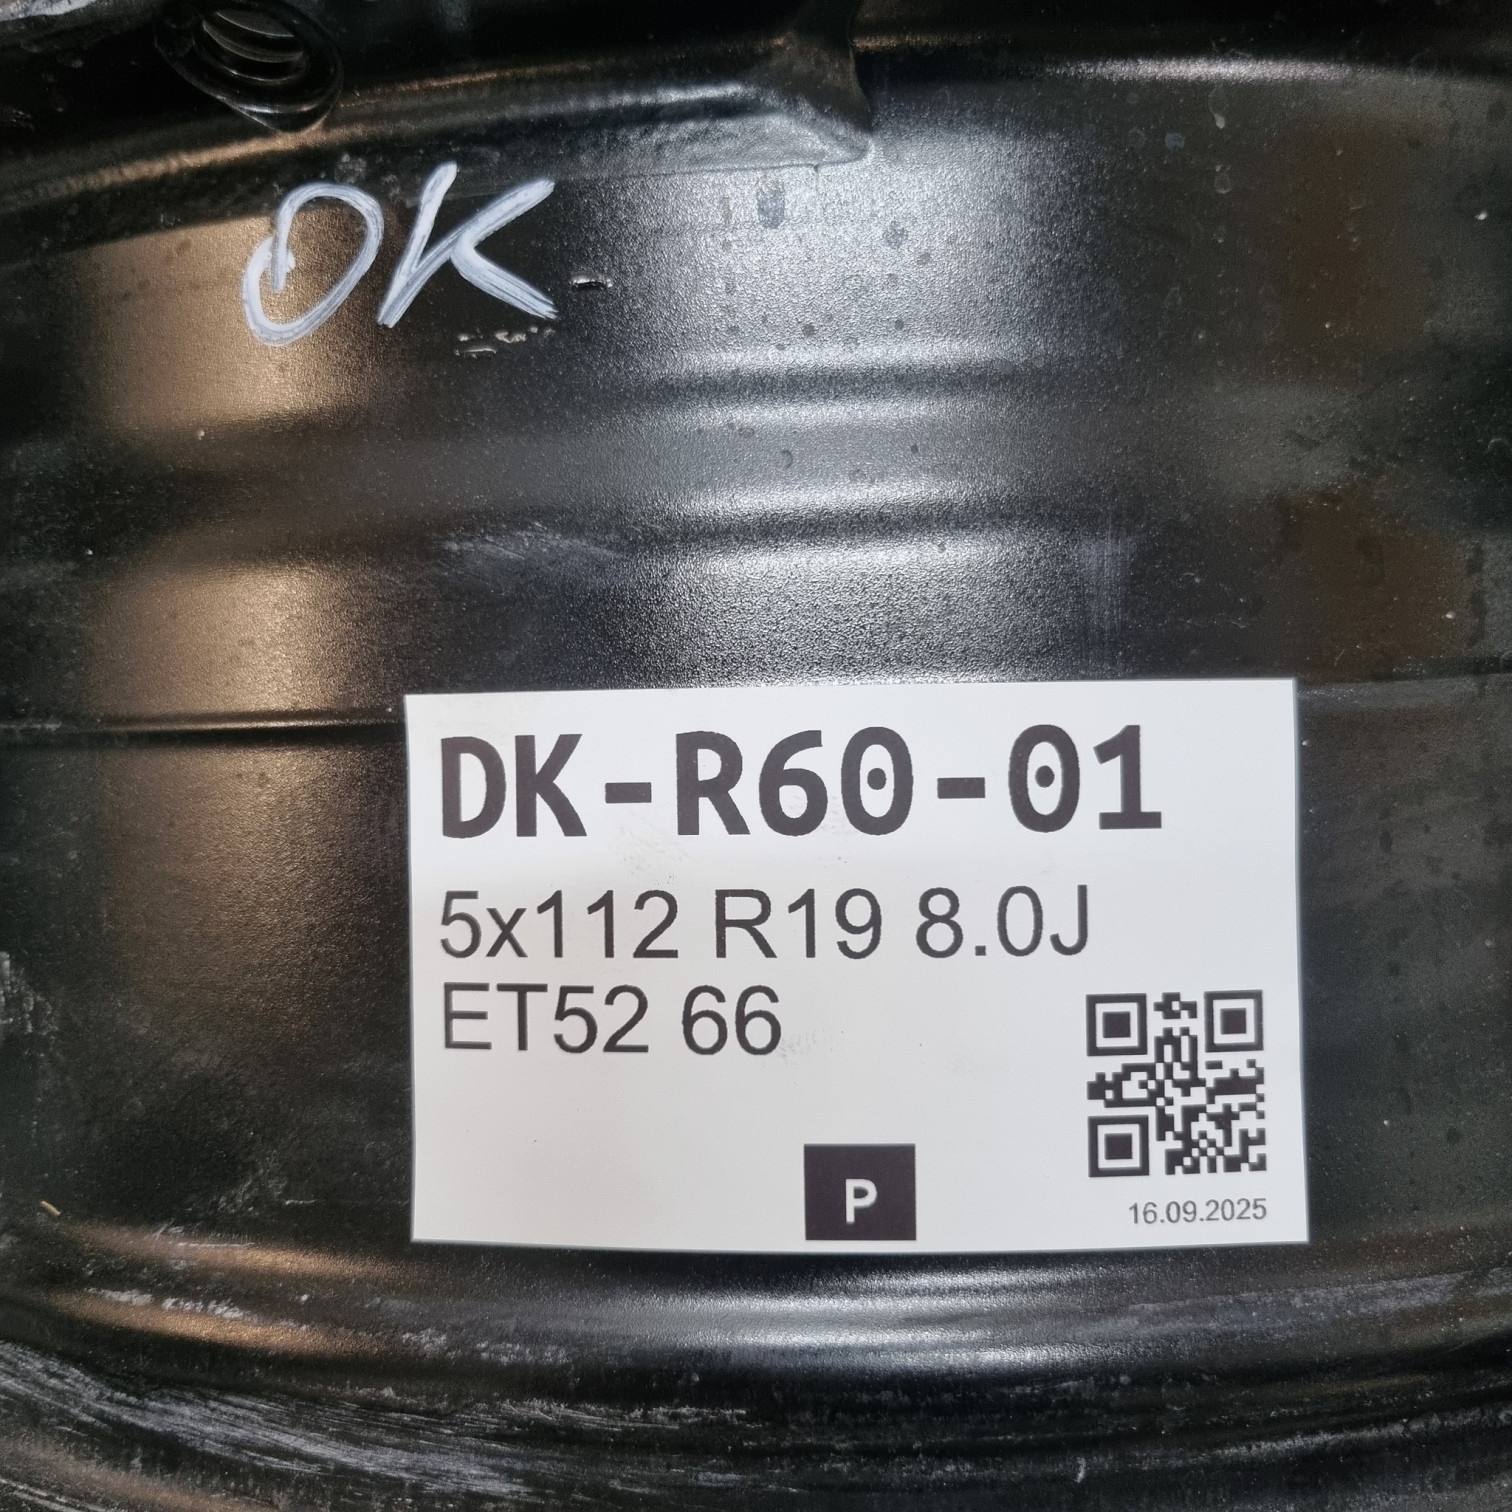 OK
DK-R60-01
5x112 R19 8.0J
ET52 66
P
16.09.2025